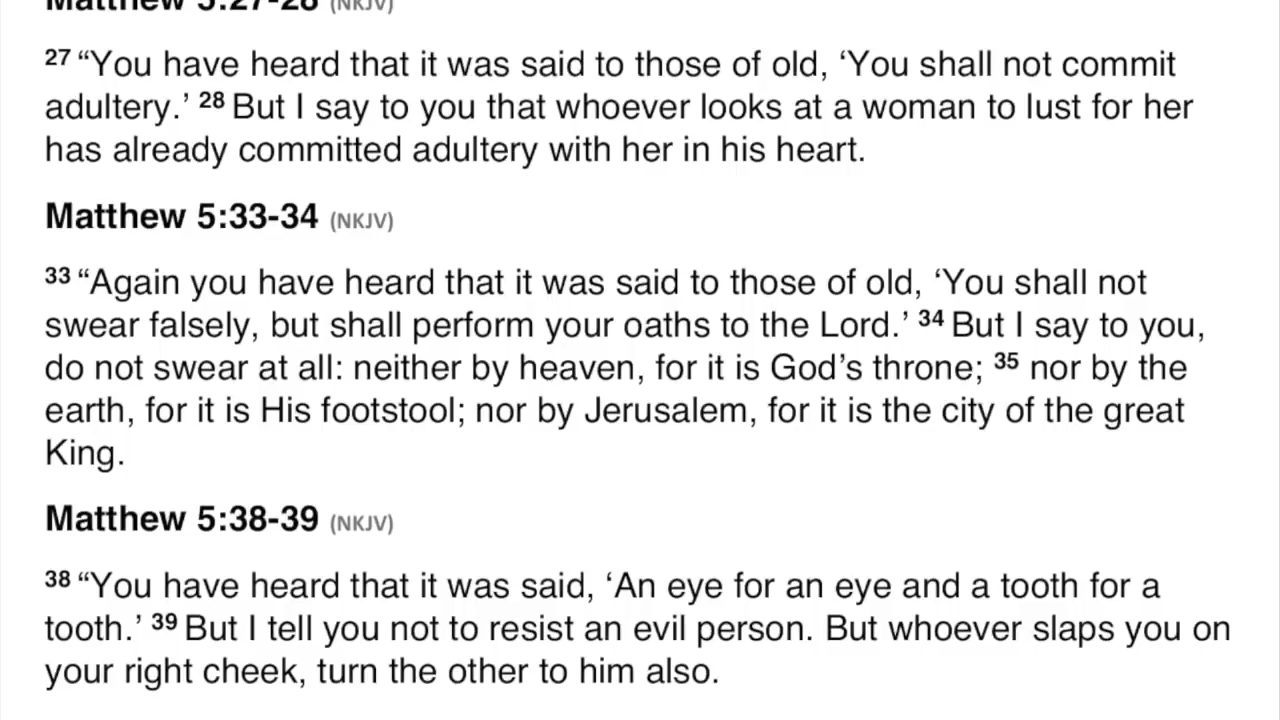 Matthew 5:27-28 (NKJV)
27 “You have heard that it was said to those of old, ‘You shall not commit
adultery.’ 28 But I say to you that whoever looks at a woman to lust for her
has already committed adultery with her in his heart.
Matthew 5:33-34 (NKJV)
33 “Again you have heard that it was said to those of old, ‘You shall not
swear falsely, but shall perform your oaths to the Lord.’ 34 But I say to you,
do not swear at all: neither by heaven, for it is God’s throne; 35 nor by the
earth, for it is His footstool; nor by Jerusalem, for it is the city of the great
King.
Matthew 5:38-39 (NKJV)
38 “You have heard that it was said, ‘An eye for an eye and a tooth for a
tooth.’ 39 But I tell you not to resist an evil person. But whoever slaps you on
your right cheek, turn the other to him also.